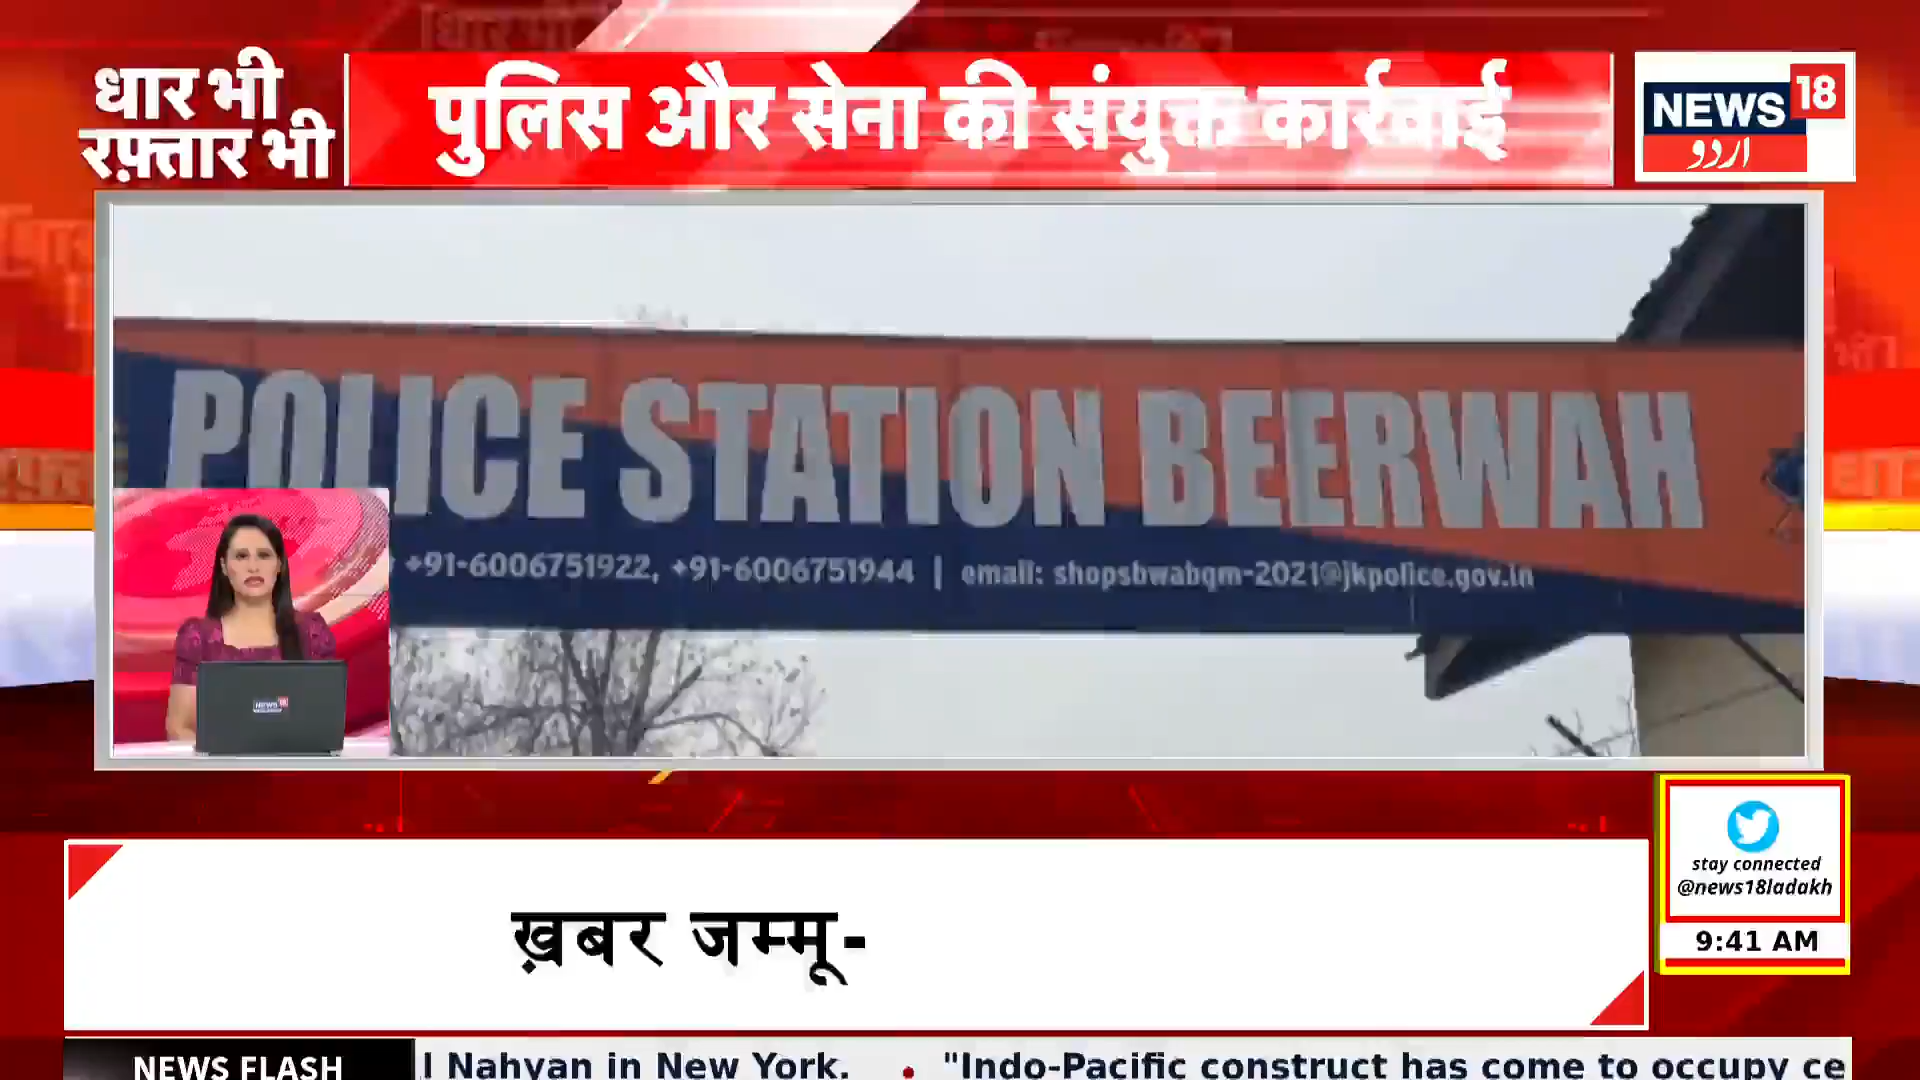 धार भी
रफ़्तार भी
पुलिस और सेना की संयुक्त कार्रवाई
NEWS 18
اردو
POLICE STATION BEERWAH
+91-6006751922, +91-6006751944 | email: shopsbwabqm-2021@jkpolice.gov.in
NEWS 18
stay connected
@news18ladakh
9:41 AM
ख़बर जम्मू-
NEWS FLASH
l Nahyan in New York. • "Indo-Pacific construct has come to occupy ce